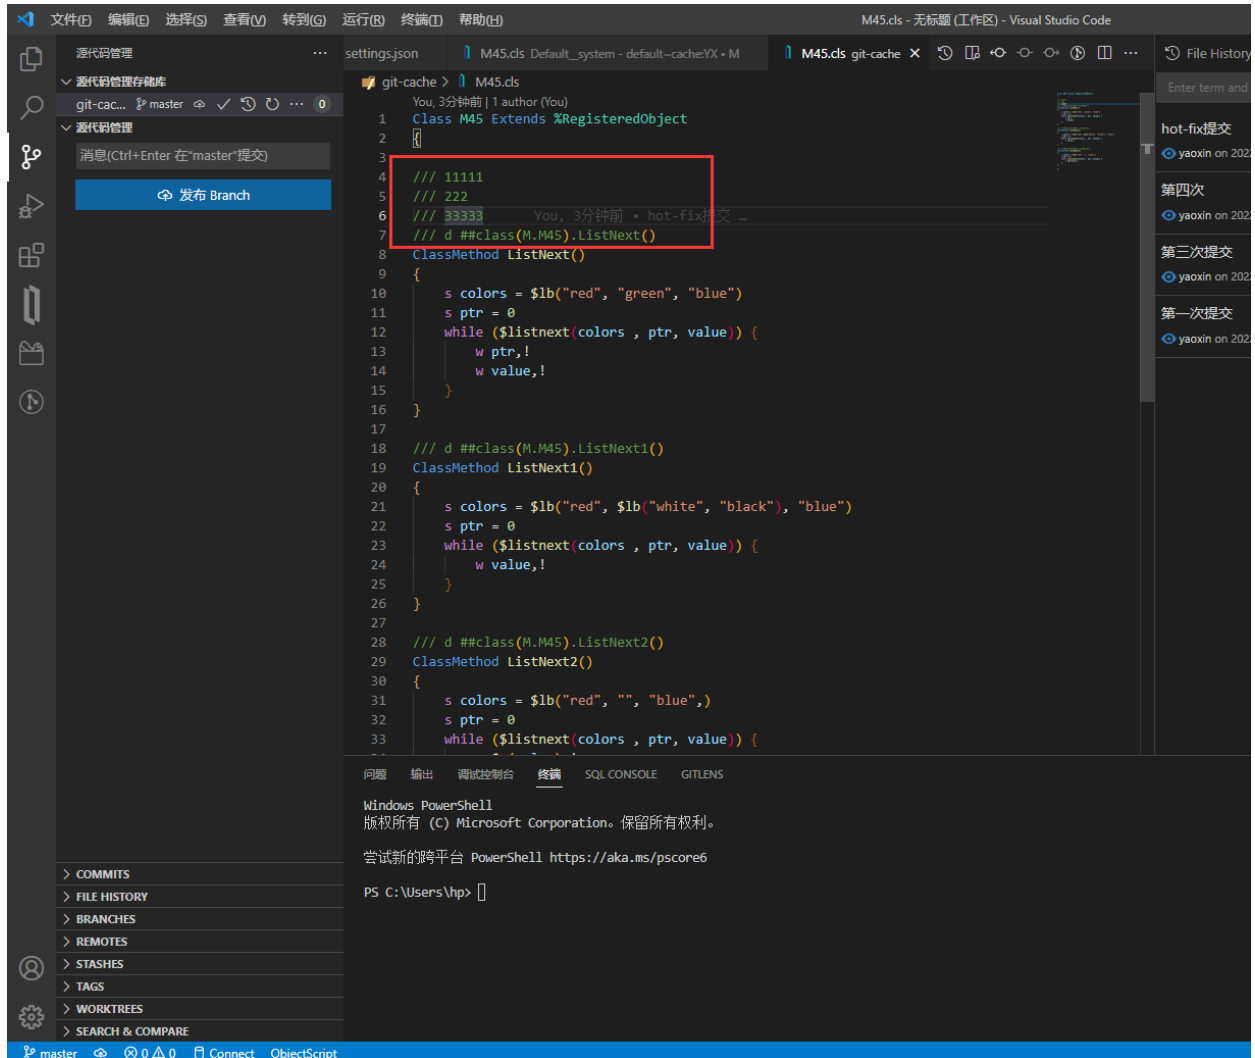 文件(F) 编辑(E) 选择(S) 查看(V) 转到(G) 运行(R) 终端(T) 帮助(H) M45.cls - 无标题 (工作区) - Visual Studio Code
源代码管理 ···
源代码管理存储库
git-cac... master ··· 0
源代码管理
消息(Ctrl+Enter 在"master"提交)
发布 Branch
COMMITS
FILE HISTORY
BRANCHES
REMOTES
STASHES
TAGS
WORKTREES
SEARCH & COMPARE
settings.json M45.cls Default__system - default~cache:YX • M M45.cls git-cache
git-cache > M45.cls
You, 3分钟前 | 1 author (You)
1 Class M45 Extends %RegisteredObject
2 {
3
4 /// 11111
5 /// 222
6 /// 33333 You, 3分钟前 • hot-fix提交 …
7 /// d ##class(M.M45).ListNext()
8 ClassMethod ListNext()
9 {
10 s colors = $lb("red", "green", "blue")
11 s ptr = 0
12 while ($listnext(colors , ptr, value)) {
13 w ptr,!
14 w value,!
15 }
16 }
17
18 /// d ##class(M.M45).ListNext1()
19 ClassMethod ListNext1()
20 {
21 s colors = $lb("red", $lb("white", "black"), "blue")
22 s ptr = 0
23 while ($listnext(colors , ptr, value)) {
24 w value,!
25 }
26 }
27
28 /// d ##class(M.M45).ListNext2()
29 ClassMethod ListNext2()
30 {
31 s colors = $lb("red", "", "blue",)
32 s ptr = 0
33 while ($listnext(colors , ptr, value)) {
问题 输出 调试控制台 终端 SQL CONSOLE GITLENS
Windows PowerShell
版权所有 (C) Microsoft Corporation。保留所有权利。
尝试新的跨平台 PowerShell https://aka.ms/pscore6
PS C:\Users\hp>
File History
Enter term and
hot-fix提交
yaoxin on 202
第四次
yaoxin on 202
第三次提交
yaoxin on 202
第一次提交
yaoxin on 202
master 0 0 Connect ObjectScript